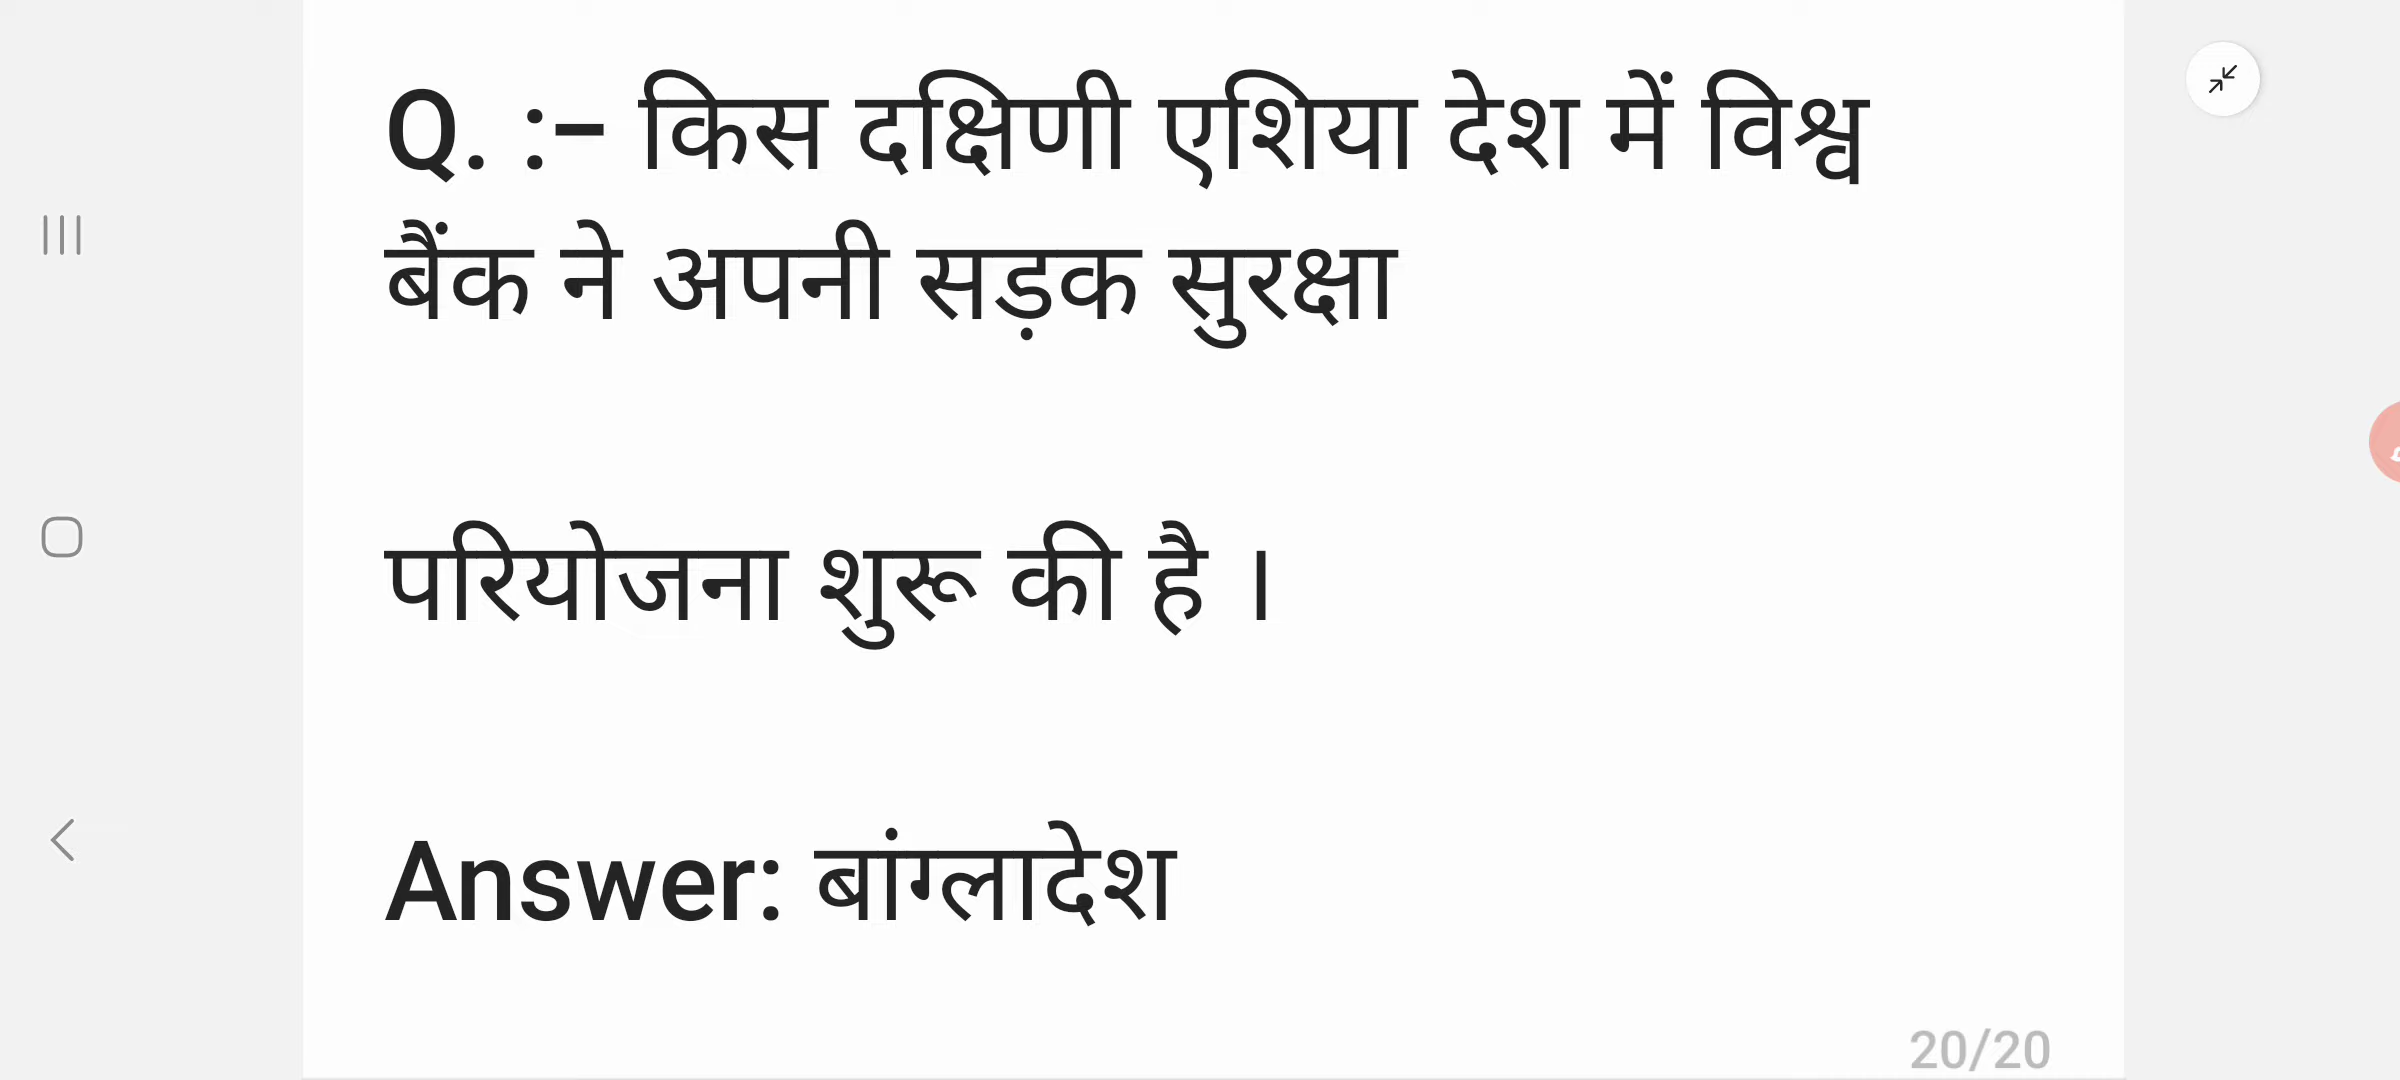 Q. :- किस दक्षिणी एशिया देश में विश्व
बैंक ने अपनी सड़क सुरक्षा
परियोजना शुरू की है ।
Answer: बांग्लादेश
20/20